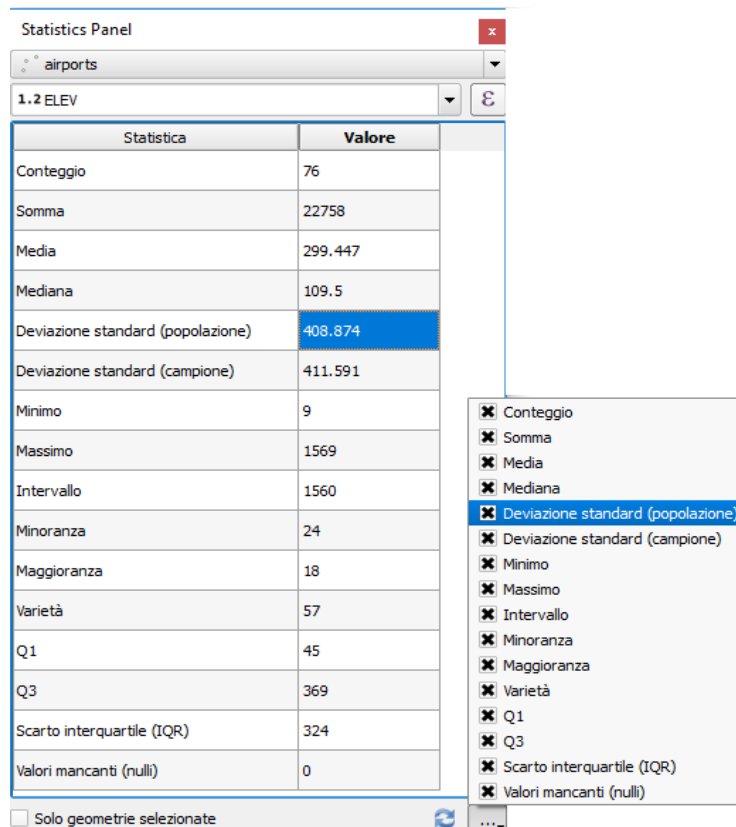 Statistics Panel
x
airports
1.2 ELEV
ε
Statistica Valore
Conteggio 76
Somma 22758
Media 299.447
Mediana 109.5
Deviazione standard (popolazione) 408.874
Deviazione standard (campione) 411.591
Minimo 9
Massimo 1569
Intervallo 1560
Minoranza 24
Maggioranza 18
Varietà 57
Q1 45
Q3 369
Scarto interquartile (IQR) 324
Valori mancanti (nulli) 0
Solo geometrie selezionate
...
Conteggio
Somma
Media
Mediana
Deviazione standard (popolazione)
Deviazione standard (campione)
Minimo
Massimo
Intervallo
Minoranza
Maggioranza
Varietà
Q1
Q3
Scarto interquartile (IQR)
Valori mancanti (nulli)